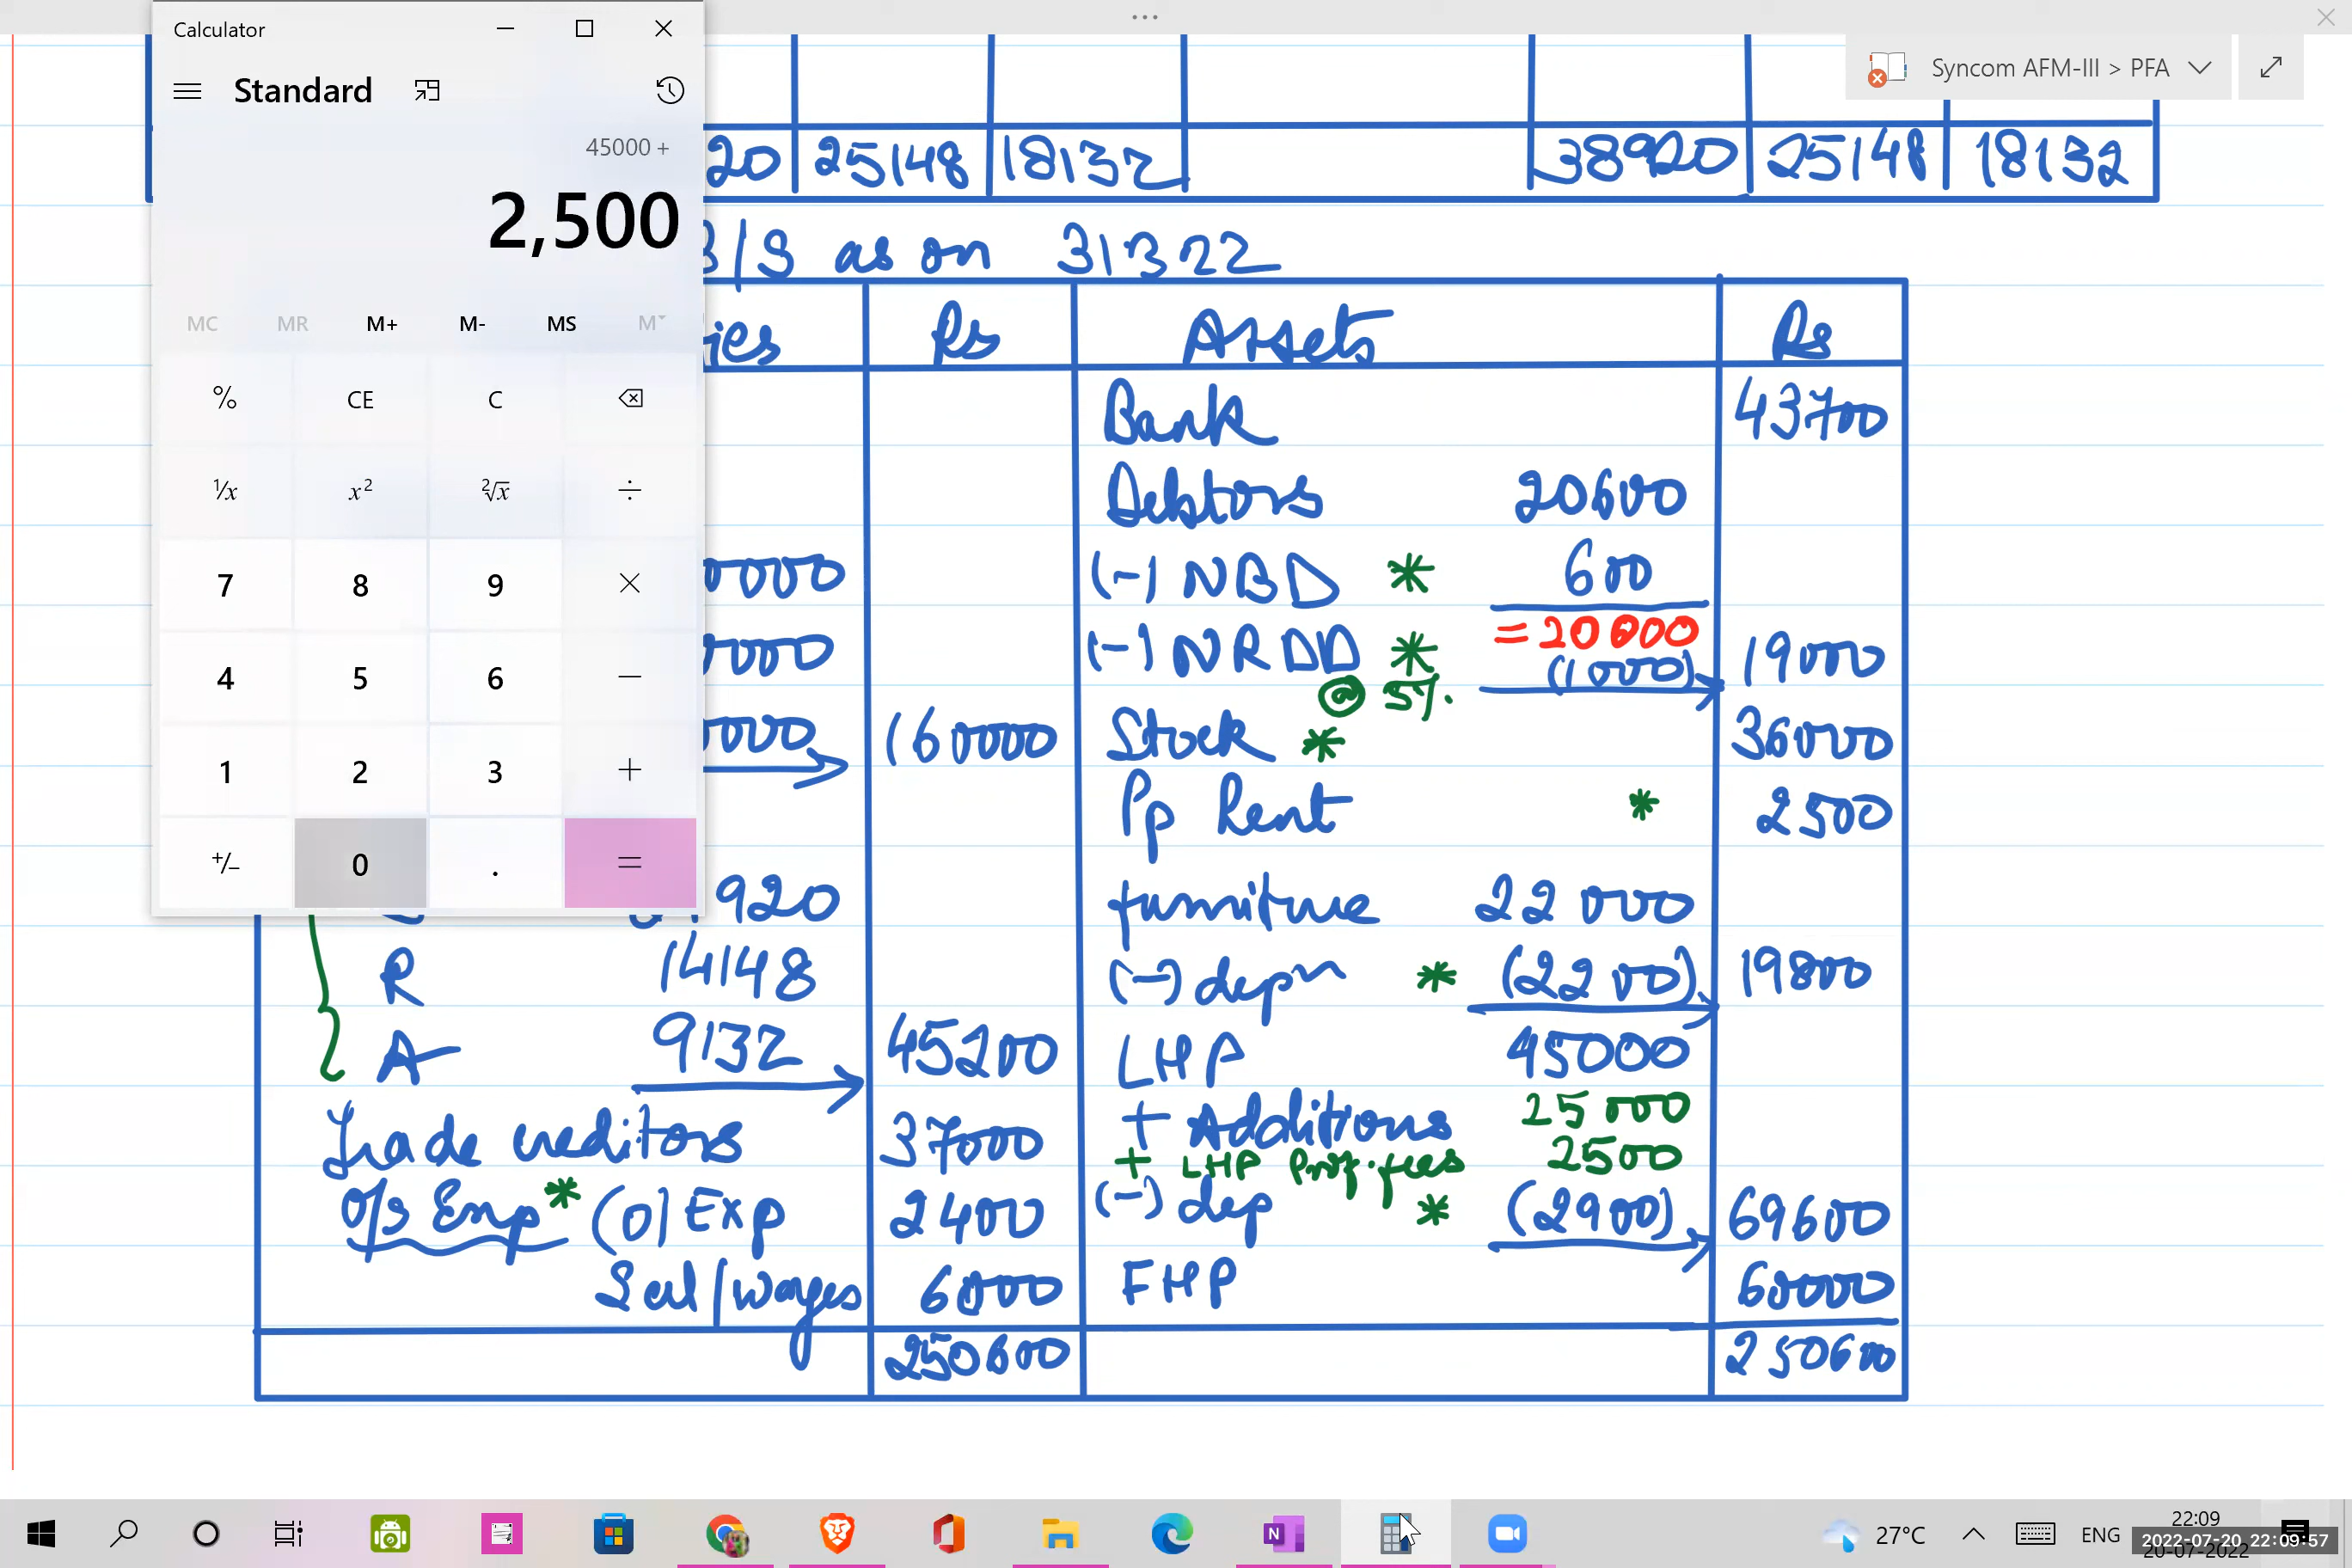 Calculator
Standard
45000 +
2,500
MC MR M+ M- MS M˅
% CE C
¹/x x² ²√x ÷
7 8 9 ×
4 5 6 −
1 2 3 +
+/− 0 . =
Syncom AFM-III > PFA
20 25148 18132 38920 25148 18132
B/S as on 31322
ies Rs Assets Rs
Bank 43700
Debtors 20600
0000 (-) NBD * 600
= 20000
000 (-) NRDD * (1000) 19000
@ 5%.
000 160000 Stock * 36000
Pp Rent * 2500
920 furniture 22000
R 14148 (-) depn * (2200) 19800
A 9132 45200 LHP 45000
Trade creditors 37000 + Additions 25000
+ LHP Prof. fees 2500
O/S Emp * (O) Exp 2400 (-) dep * (2900) 69600
Sal/wages 6000 FHP 60000
250600 250600
27°C ENG 22:09
2022-07-20 22:09:57